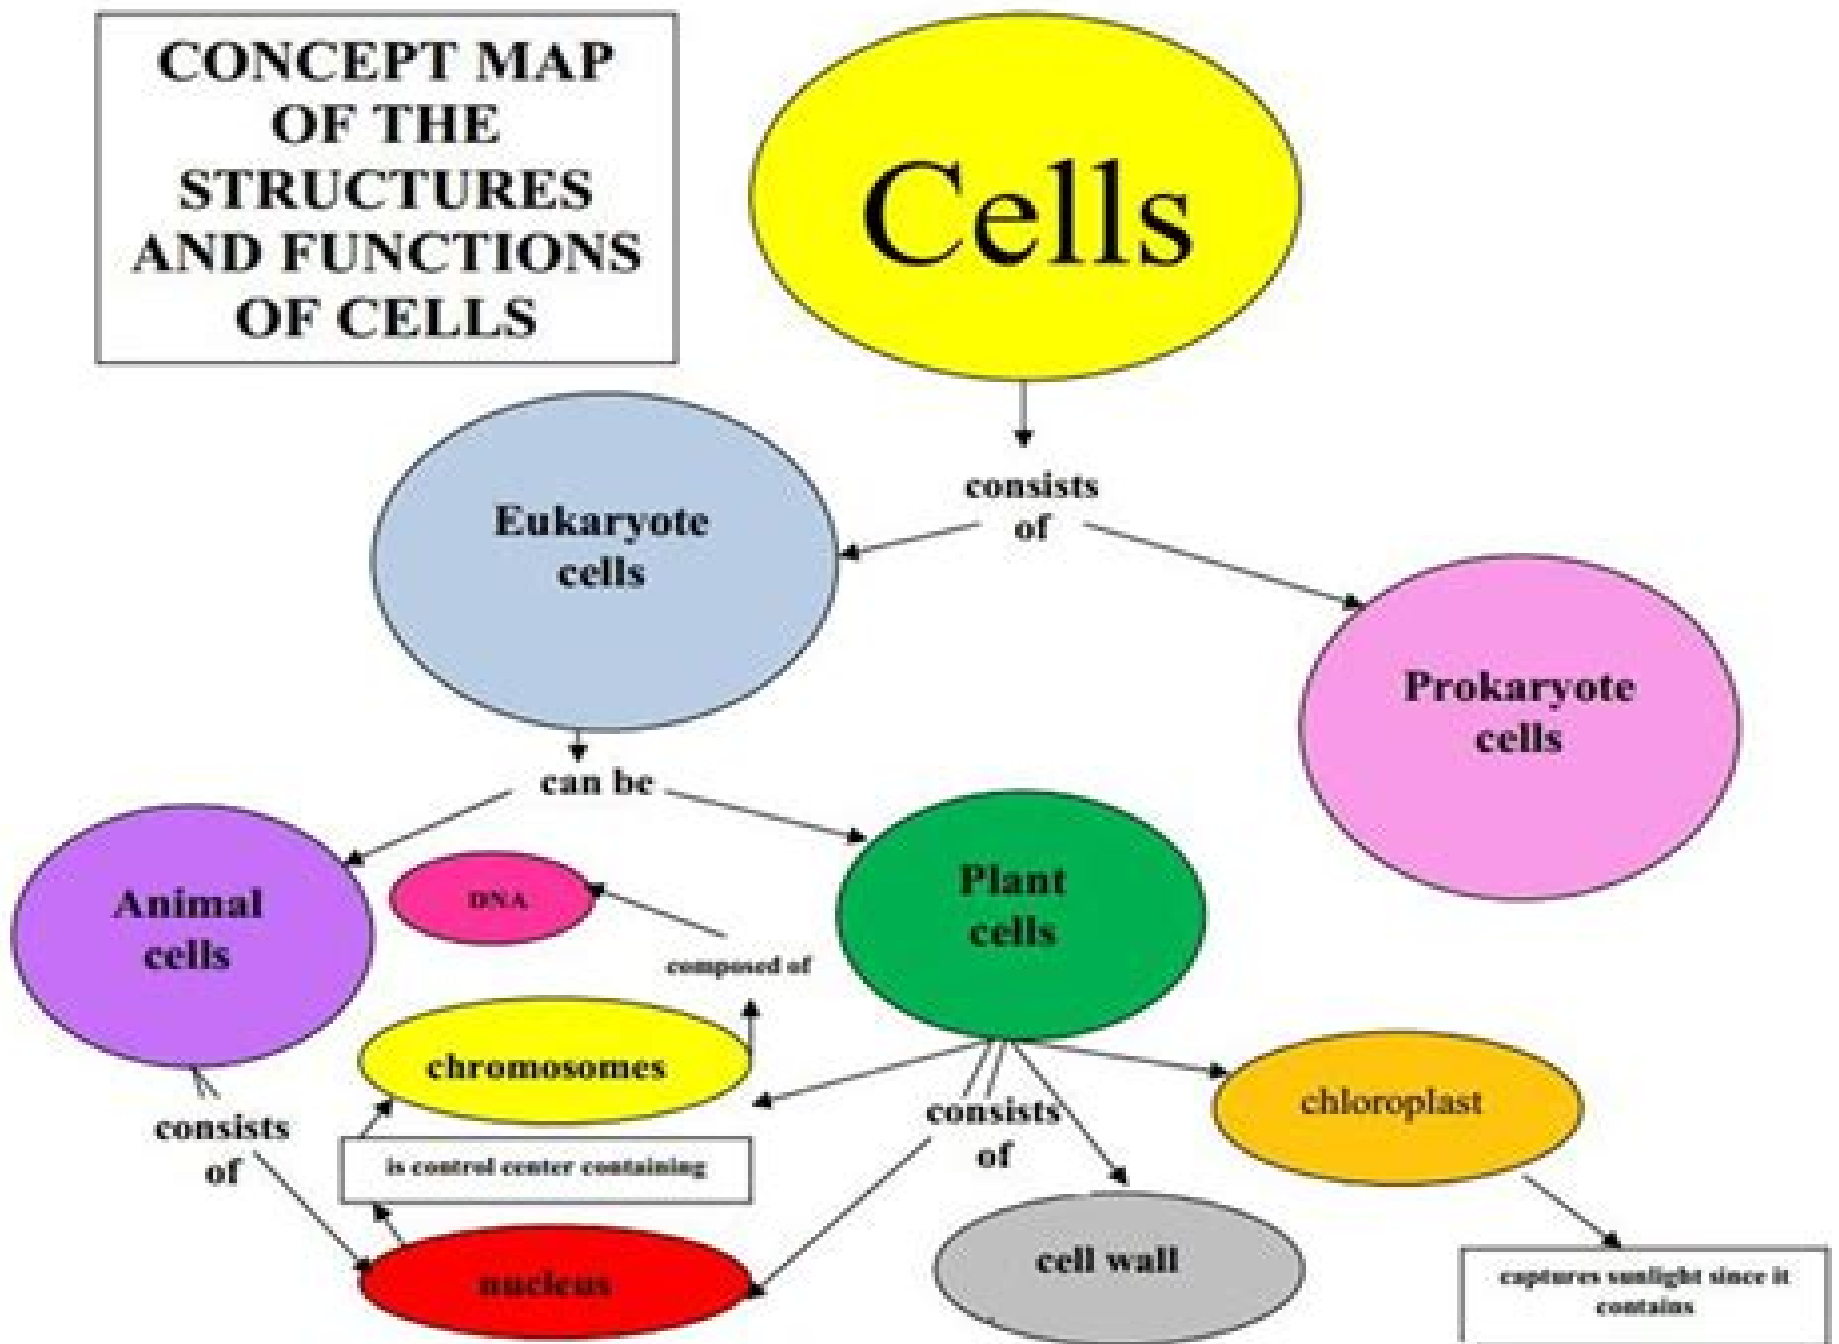 CONCEPT MAP
OF THE
STRUCTURES
AND FUNCTIONS
OF CELLS
Cells
consists
of
Eukaryote
cells
Prokaryote
cells
can be
Animal
cells
DNA
Plant
cells
composed of
chromosomes
chloroplast
consists
of
consists
of
is control center containing
nucleus
cell wall
captures sunlight since it
contains